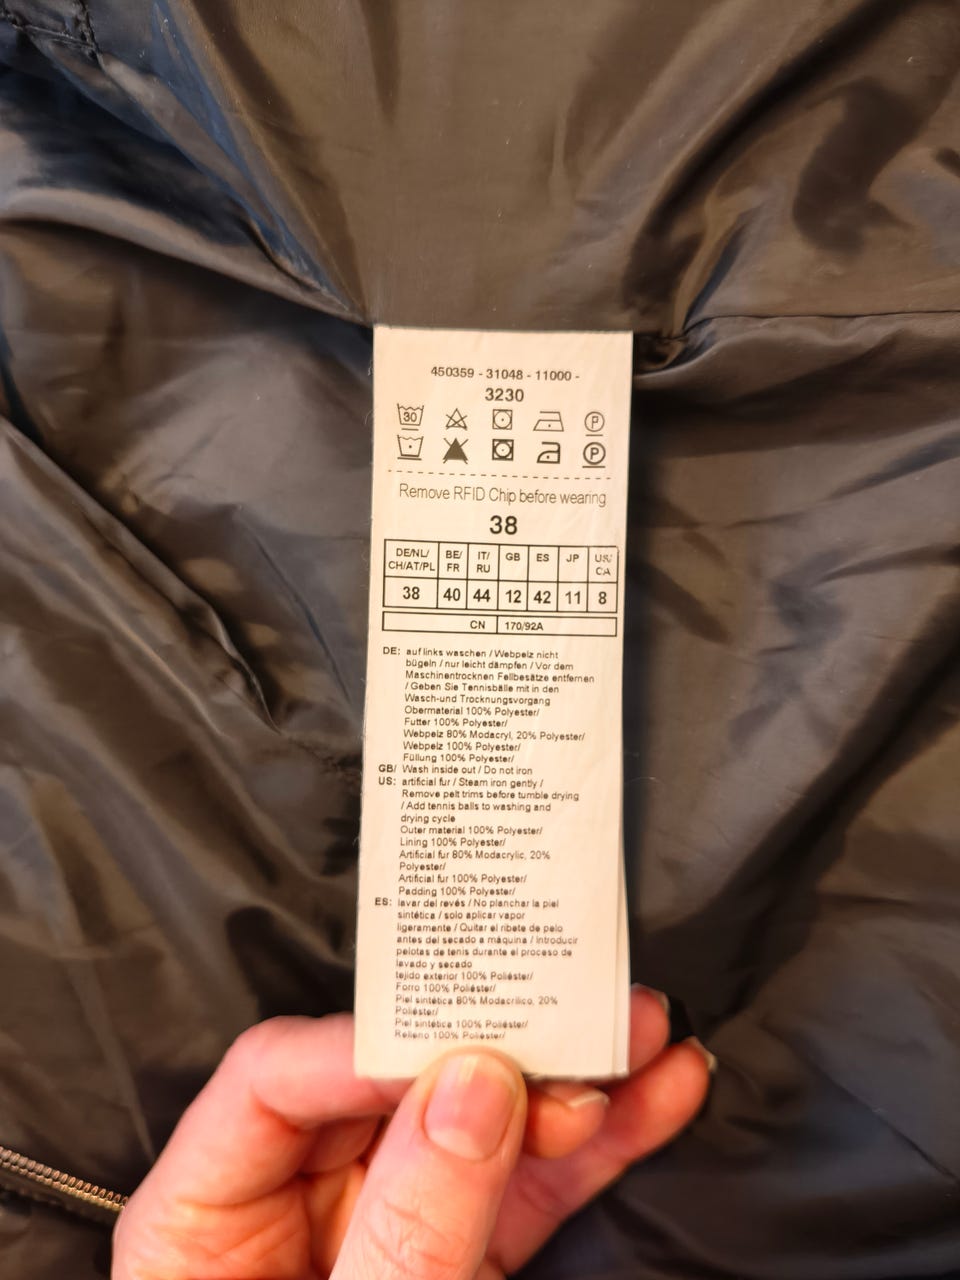 450359 - 31048 - 11000 -
3230
30
P
P
Remove RFID Chip before wearing
38
DE/NL/ BE/ IT/ GB ES JP US/
CH/AT/PL FR RU CA
38 40 44 12 42 11 8
CN 170/92A
DE: auf links waschen / Webpelz nicht
bügeln / nur leicht dämpfen / Vor dem
Maschinentrocknen Fellbesätze entfernen
/ Geben Sie Tennisbälle mit in den
Wasch-und Trocknungsvorgang
Obermaterial 100% Polyester/
Futter 100% Polyester/
Webpelz 80% Modacryl, 20% Polyester/
Webpelz 100% Polyester/
Füllung 100% Polyester/
GB/ Wash inside out / Do not iron
US: artificial fur / Steam iron gently /
Remove pelt trims before tumble drying
/ Add tennis balls to washing and
drying cycle
Outer material 100% Polyester/
Lining 100% Polyester/
Artificial fur 80% Modacrylic, 20%
Polyester/
Artificial fur 100% Polyester/
Padding 100% Polyester/
ES: lavar del revés / No planchar la piel
sintética / solo aplicar vapor
ligeramente / Quitar el ribete de pelo
antes del secado a máquina / Introducir
pelotas de tenis durante el proceso de
lavado y secado
tejido exterior 100% Poliéster/
Forro 100% Poliéster/
Piel sintética 80% Modacrílico, 20%
Poliéster/
Piel sintética 100% Poliéster/
Relleno 100% Poliéster/